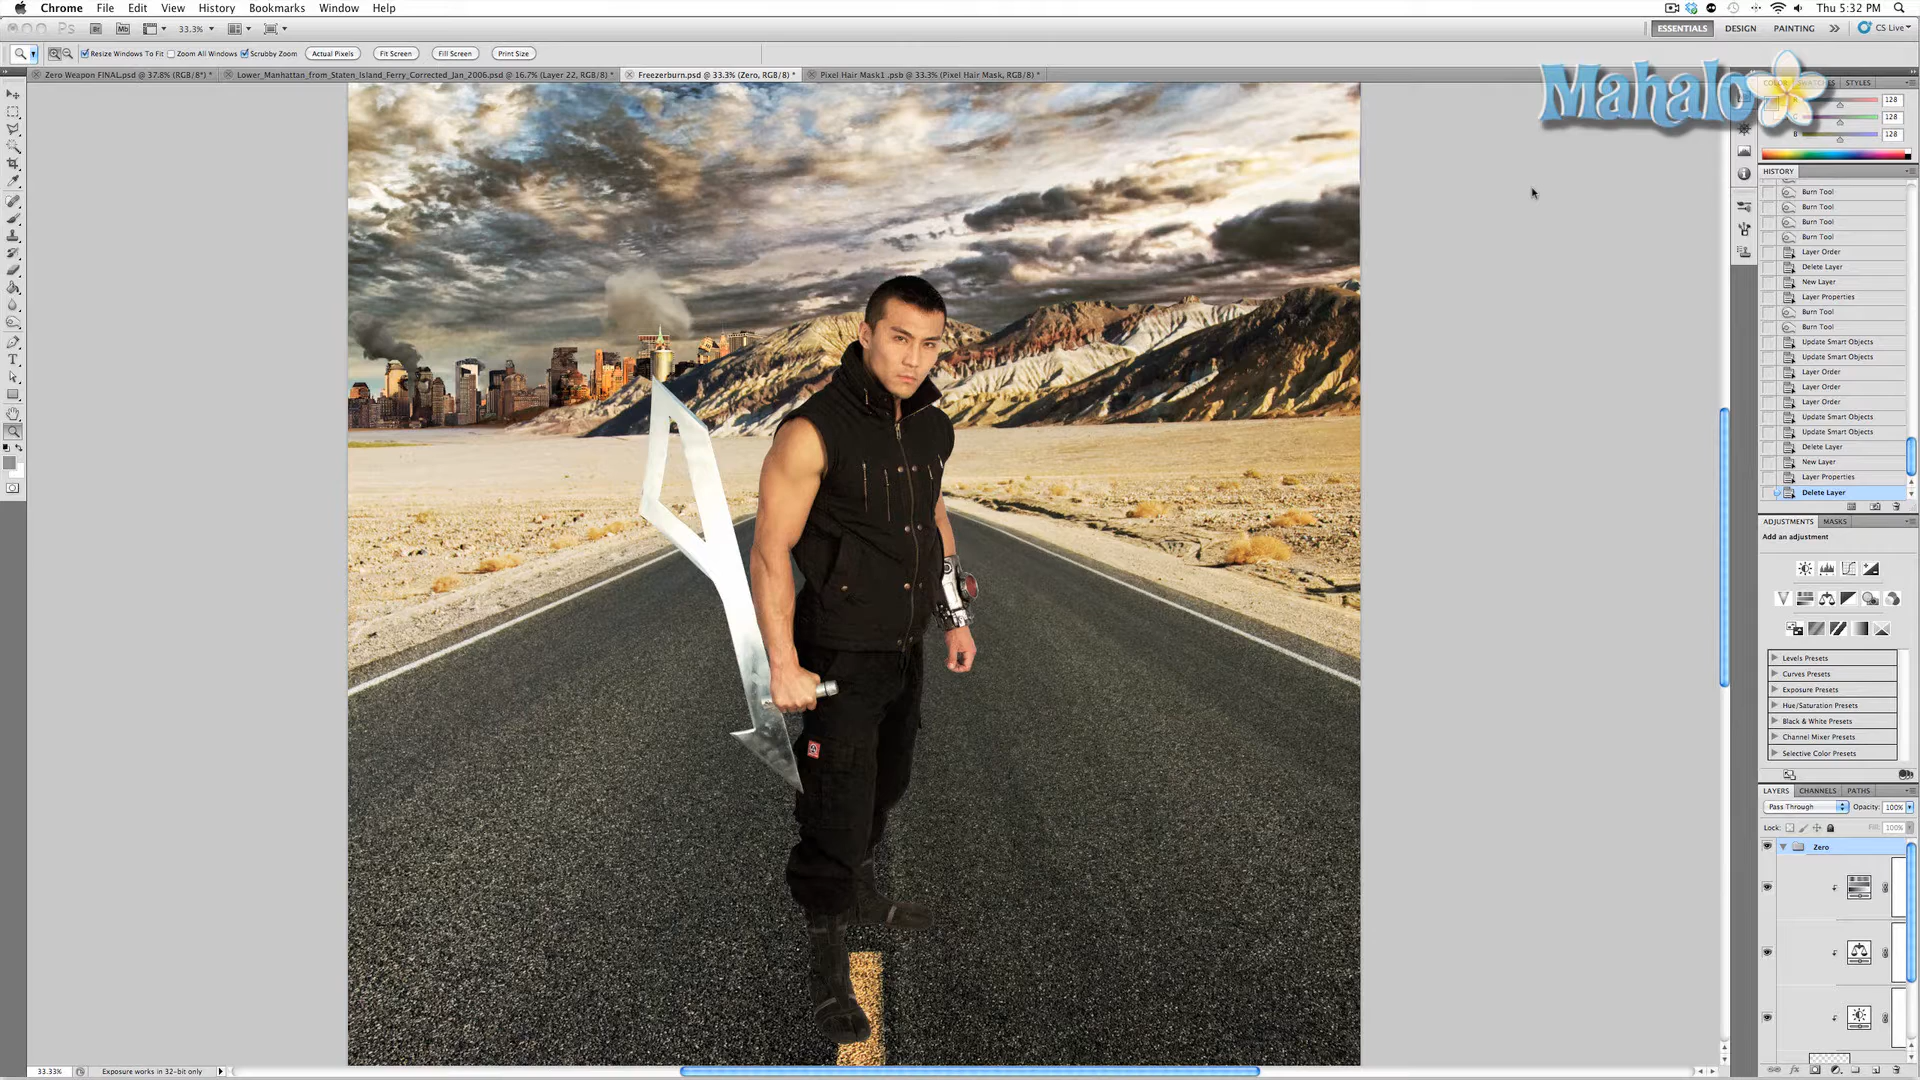 Chrome File Edit View History Bookmarks Window Help Thu 5:32 PM
Ps Br Mb 33.3% ESSENTIALS DESIGN PAINTING CS Live
Resize Windows To Fit Zoom All Windows Scrubby Zoom Actual Pixels Fit Screen Fill Screen Print Size
Zero Weapon FINAL.psd @ 37.8% (RGB/8*) * Lower_Manhattan_from_Staten_Island_Ferry_Corrected_Jan_2006.psd @ 16.7% (Layer 22, RGB/8) * Freezerburn.psd @ 33.3% (Zero, RGB/8) * Pixel Hair Mask1 .psb @ 33.3% (Pixel Hair Mask, RGB/8) *
Mahalo
COLOR SWATCHES STYLES
128
128
B 128
HISTORY
Burn Tool
Burn Tool
Burn Tool
Burn Tool
Layer Order
Delete Layer
New Layer
Layer Properties
Burn Tool
Burn Tool
Update Smart Objects
Update Smart Objects
Layer Order
Layer Order
Layer Order
Update Smart Objects
Update Smart Objects
Delete Layer
New Layer
Layer Properties
Delete Layer
ADJUSTMENTS MASKS
Add an adjustment
Levels Presets
Curves Presets
Exposure Presets
Hue/Saturation Presets
Black & White Presets
Channel Mixer Presets
Selective Color Presets
LAYERS CHANNELS PATHS
Pass Through Opacity: 100%
Lock: Fill: 100%
Zero
33.33% Exposure works in 32-bit only